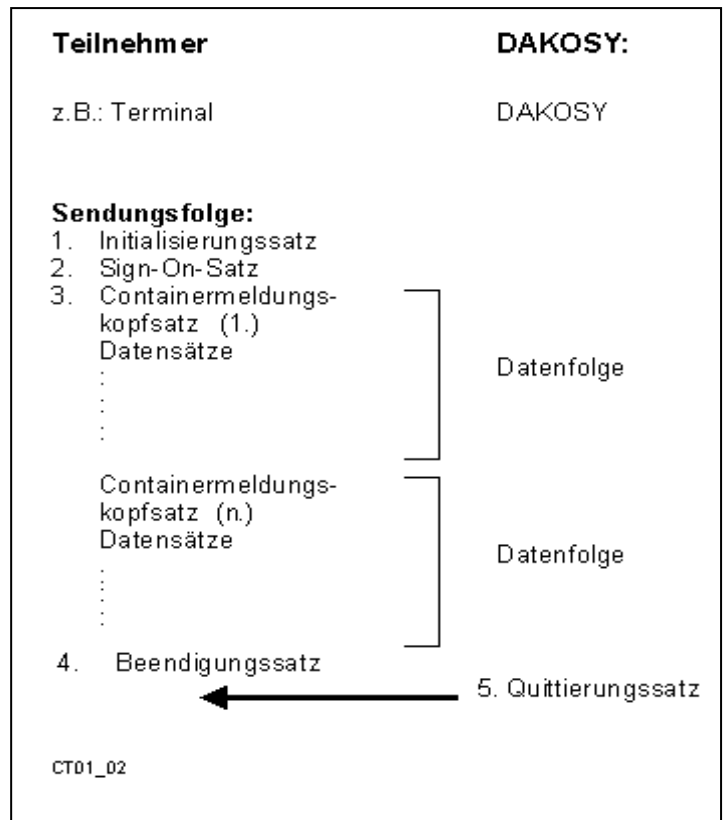 Teilnehmer DAKOSY:
z.B.: Terminal DAKOSY
Sendungsfolge:
1. Initialisierungssatz
2. Sign-On-Satz
3. Containermeldungs-
kopfsatz (1.)
Datensätze
:
:
:
Datenfolge
Containermeldungs-
kopfsatz (n.)
Datensätze
:
:
:
Datenfolge
4. Beendigungssatz
5. Quittierungssatz
CT01_02